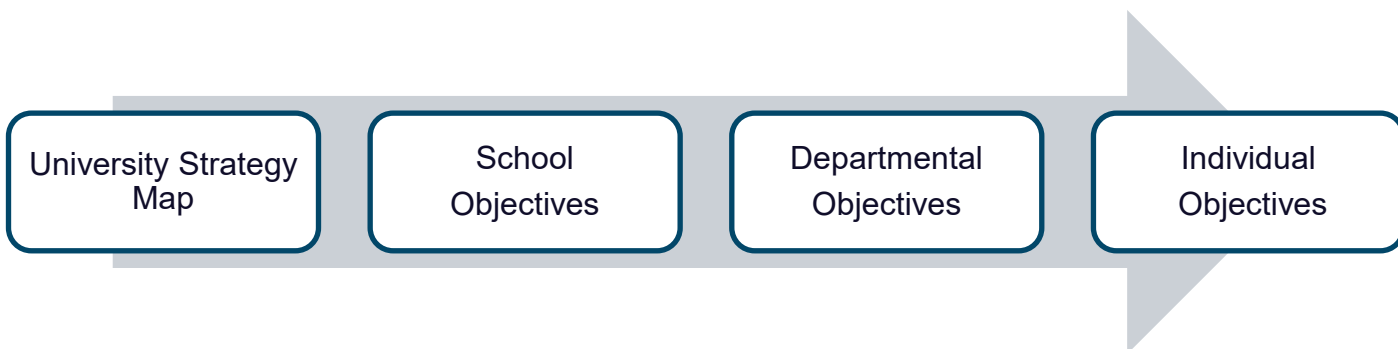 University Strategy
Map
School
Objectives
Departmental
Objectives
Individual
Objectives